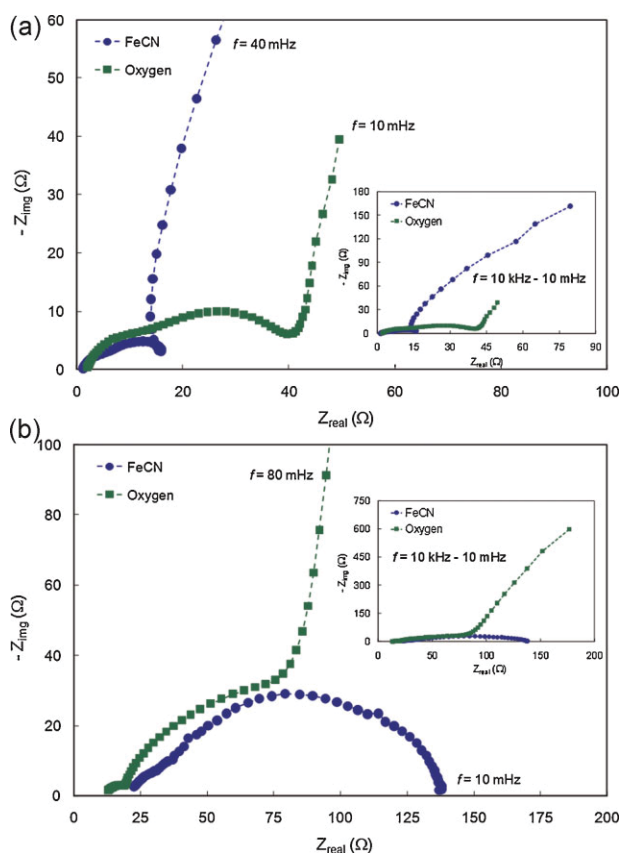 (a)
60
50
40
30
20
10
0
- Zimg (Ω)
FeCN
Oxygen
f = 40 mHz
f = 10 mHz
180
150
120
90
60
30
0
- Zimg (Ω)
FeCN
Oxygen
f = 10 kHz - 10 mHz
0 15 30 45 60 75 90
Zreal (Ω)
0 20 40 60 80 100
Zreal (Ω)
(b)
100
80
60
40
20
0
- Zimg (Ω)
FeCN
Oxygen
f = 80 mHz
f = 10 mHz
750
600
450
300
150
0
- Zimg (Ω)
FeCN
Oxygen
f = 10 kHz - 10 mHz
0 50 100 150 200
Zreal (Ω)
0 25 50 75 100 125 150 175 200
Zreal (Ω)